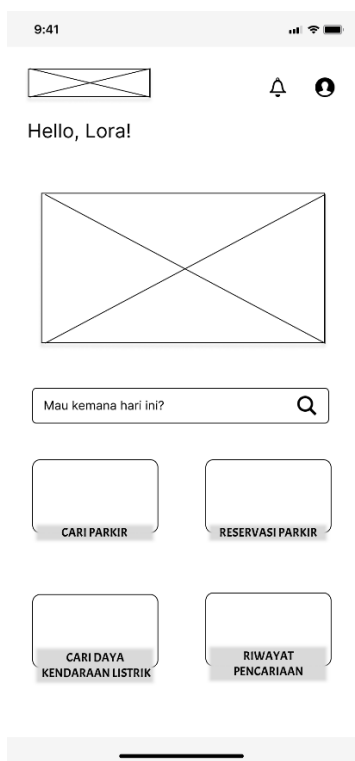 9:41
Hello, Lora!
Mau kemana hari ini?
CARI PARKIR
RESERVASI PARKIR
CARI DAYA
KENDARAAN LISTRIK
RIWAYAT
PENCARIAAN